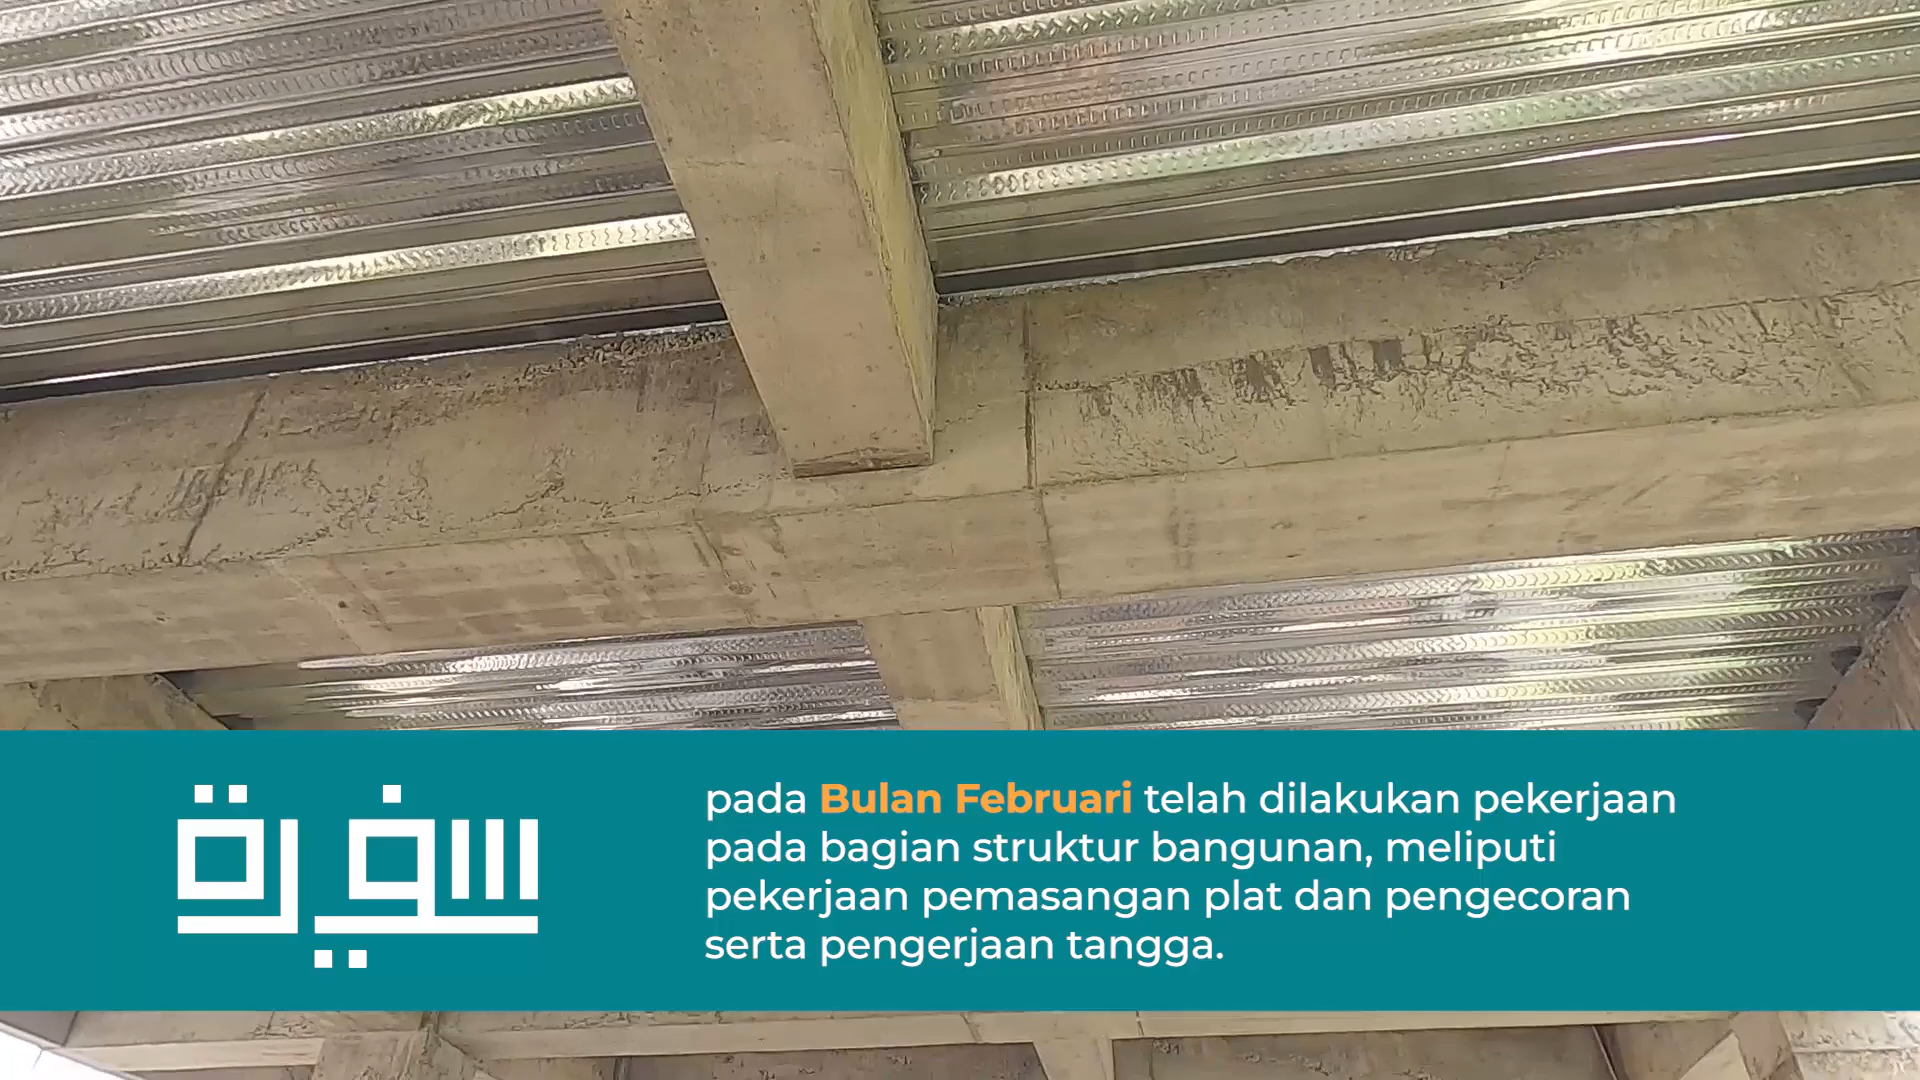 سفيرة
pada Bulan Februari telah dilakukan pekerjaan
pada bagian struktur bangunan, meliputi
pekerjaan pemasangan plat dan pengecoran
serta pengerjaan tangga.